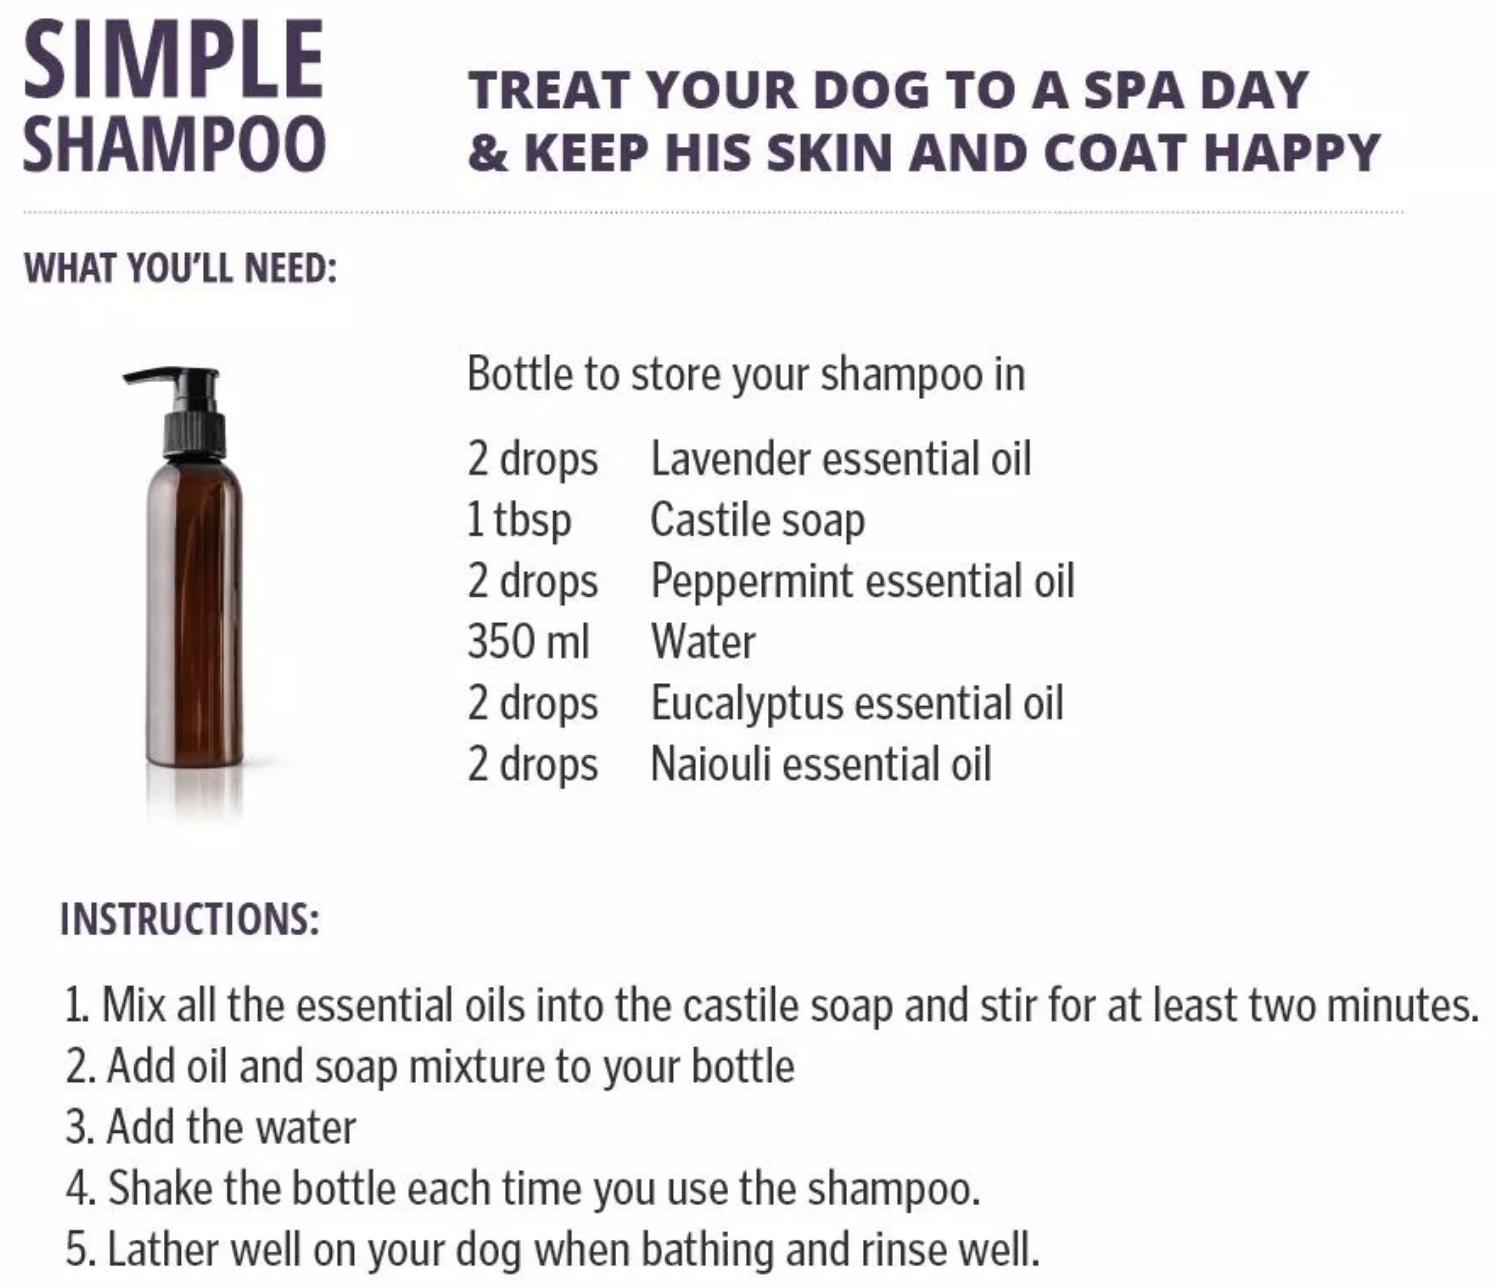 SIMPLE
SHAMPOO
TREAT YOUR DOG TO A SPA DAY
& KEEP HIS SKIN AND COAT HAPPY
WHAT YOU'LL NEED:
Bottle to store your shampoo in
2 drops Lavender essential oil
1 tbsp Castile soap
2 drops Peppermint essential oil
350 ml Water
2 drops Eucalyptus essential oil
2 drops Naiouli essential oil
INSTRUCTIONS:
1. Mix all the essential oils into the castile soap and stir for at least two minutes.
2. Add oil and soap mixture to your bottle
3. Add the water
4. Shake the bottle each time you use the shampoo.
5. Lather well on your dog when bathing and rinse well.